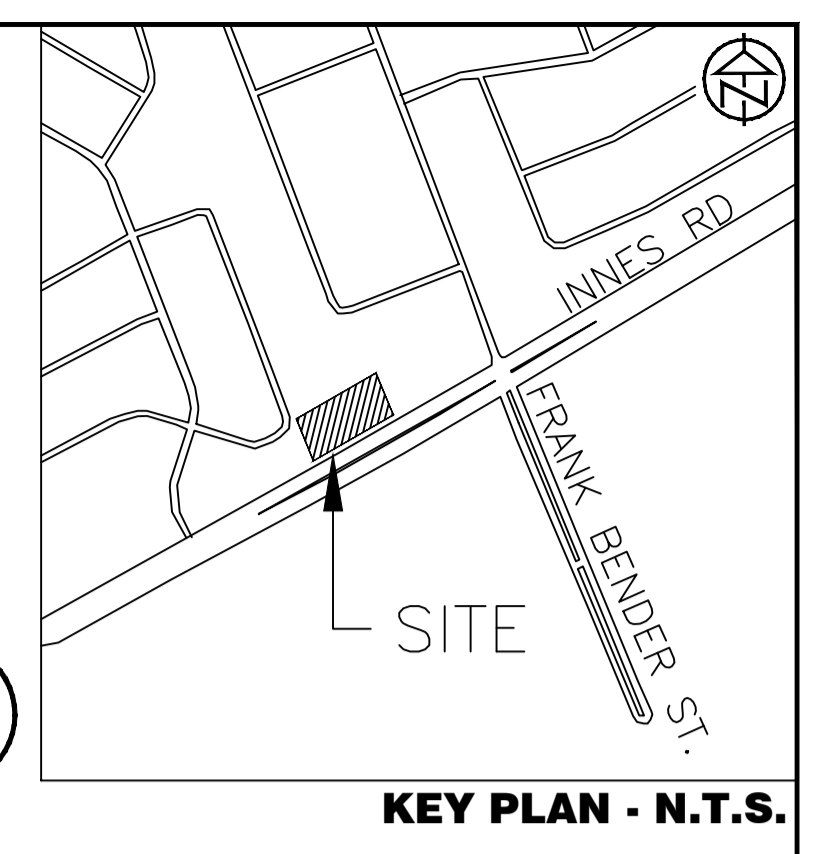 N
INNES RD
FRANK BENDER ST.
SITE
KEY PLAN - N.T.S.